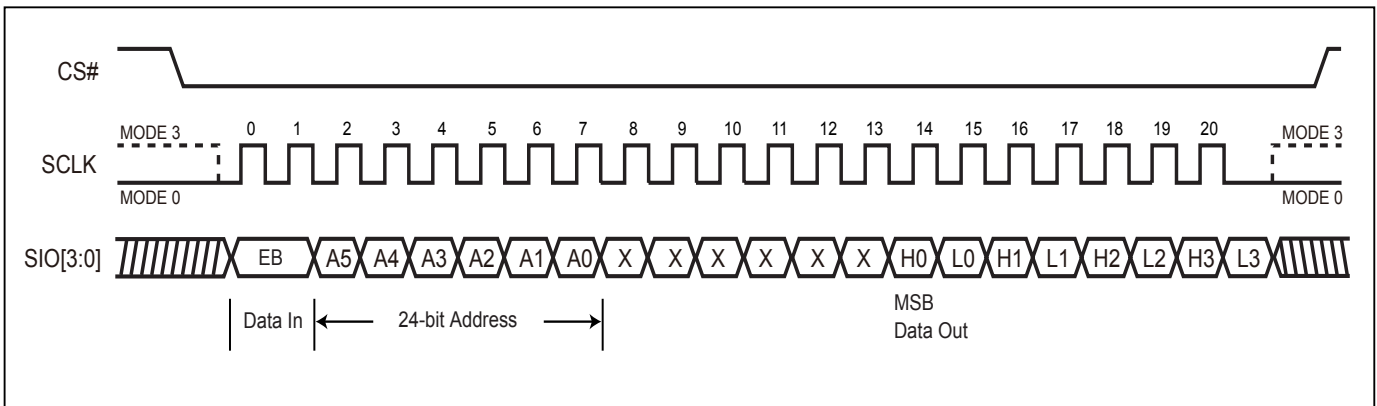 CS#
MODE 3 0 1 2 3 4 5 6 7 8 9 10 11 12 13 14 15 16 17 18 19 20 MODE 3
SCLK
MODE 0 MODE 0
SIO[3:0] EB A5 A4 A3 A2 A1 A0 X X X X X X H0 L0 H1 L1 H2 L2 H3 L3
Data In 24-bit Address MSB
Data Out